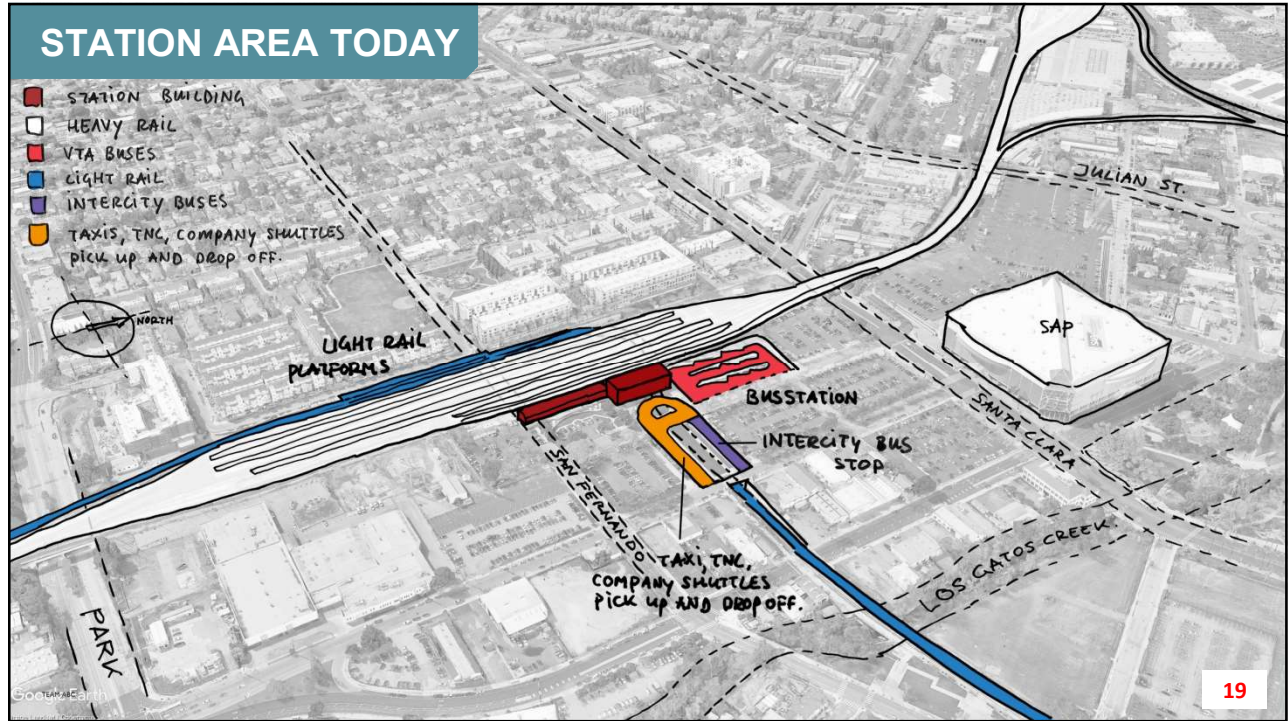 STATION AREA TODAY
STATION BUILDING
HEAVY RAIL
VTA BUSES
LIGHT RAIL
INTERCITY BUSES
TAXIS, TNC, COMPANY SHUTTLES
PICK UP AND DROP OFF.
NORTH
JULIAN ST.
LIGHT RAIL
PLATFORMS
SAP
BUSSTATION
SANTA CLARA
INTERCITY BUS
STOP
SAN FERNANDO
TAXI, TNC,
COMPANY SHUTTLES
PICK UP AND DROP OFF.
LOS GATOS CREEK.
PARK
Google Earth
19